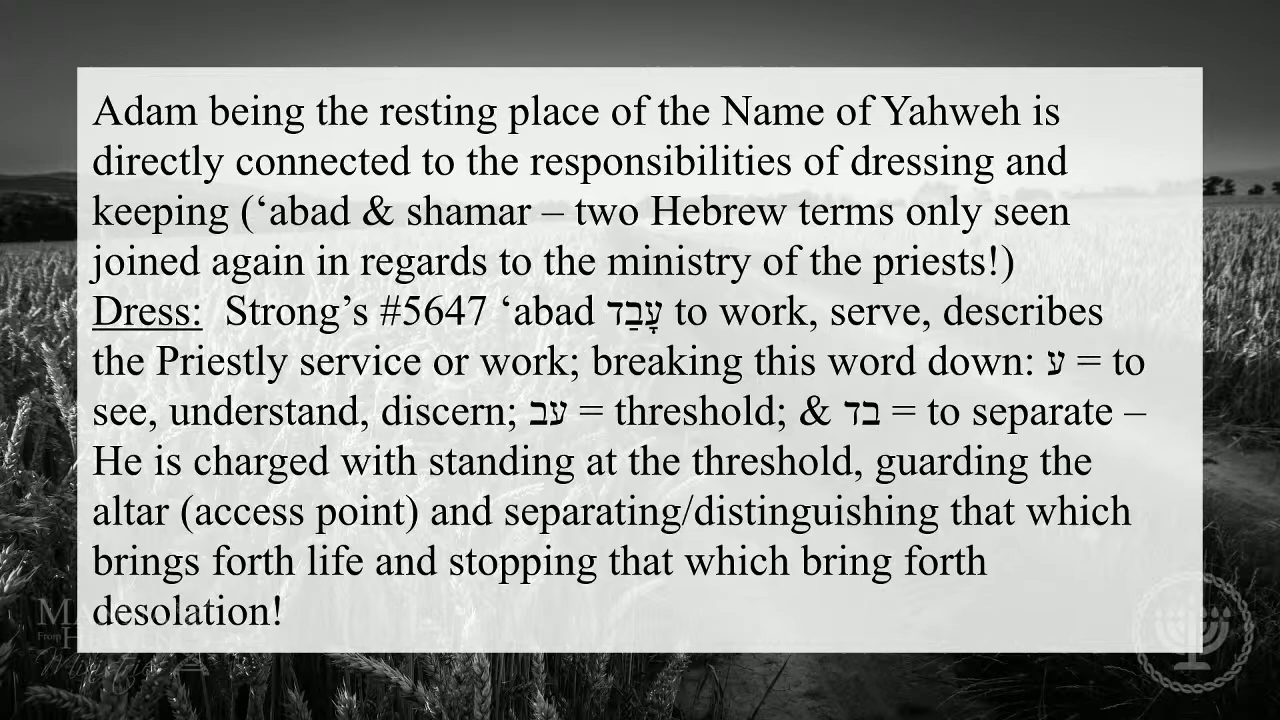 Adam being the resting place of the Name of Yahweh is
directly connected to the responsibilities of dressing and
keeping (‘abad & shamar – two Hebrew terms only seen
joined again in regards to the ministry of the priests!)
Dress: Strong’s #5647 ‘abad עָבַד to work, serve, describes
the Priestly service or work; breaking this word down: ע = to
see, understand, discern; עב = threshold; & בד = to separate –
He is charged with standing at the threshold, guarding the
altar (access point) and separating/distinguishing that which
brings forth life and stopping that which bring forth
desolation!
From
Ministries